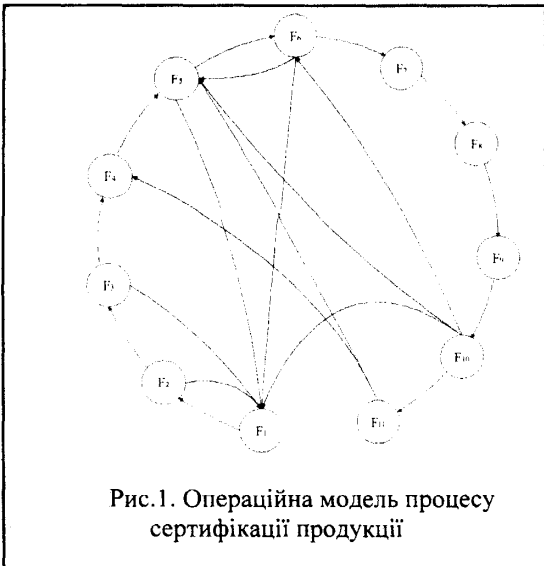 F₆
F₅
F₇
F₈
F₄
F₉
F₃
F₁₀
F₂
F₁
F₁₁
Рис.1. Операційна модель процесу
сертифікації продукції